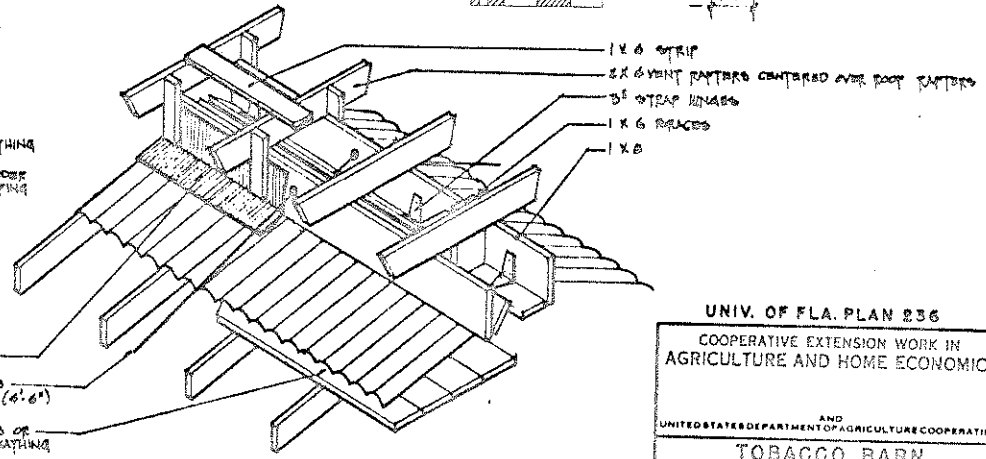 1 X 6 STRIP
2 X 6 VENT RAFTERS CENTERED OVER ROOF RAFTERS
3" STRAP HINGES
1 X 6 BRACES
1 X 8
THING
(4'-6")
OR
ATHING
UNIV. OF FLA. PLAN 236
COOPERATIVE EXTENSION WORK IN
AGRICULTURE AND HOME ECONOMIC
AND
UNITED STATES DEPARTMENT OF AGRICULTURE COOPERATI
TOBACCO BARN